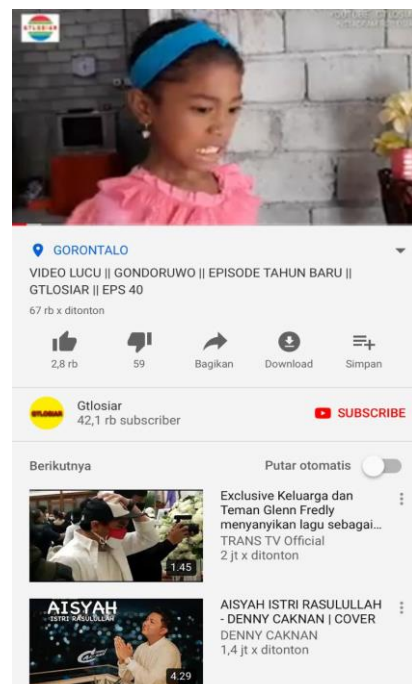 GTLOSIAR
GORONTALO
VIDEO LUCU || GONDORUWO || EPISODE TAHUN BARU ||
GTLOSIAR || EPS 40
67 rb x ditonton
2,8 rb
59
Bagikan
Download
Simpan
GTLOSIAR
Gtlosiar
42,1 rb subscriber
SUBSCRIBE
Berikutnya
Putar otomatis
Exclusive Keluarga dan
Teman Glenn Fredly
menyanyikan lagu sebagai...
TRANS TV Official
2 jt x ditonton
1.45
AISYAH
ISTRI RASULULLAH
4.29
AISYAH ISTRI RASULULLAH
- DENNY CAKNAN | COVER
DENNY CAKNAN
1,4 jt x ditonton